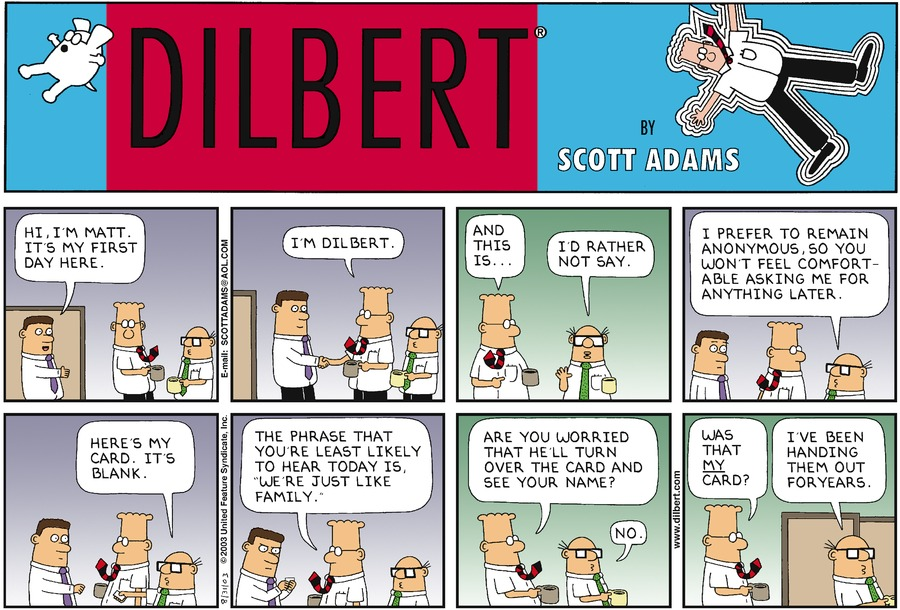 DILBERT®
BY
SCOTT ADAMS
HI, I'M MATT.
IT'S MY FIRST
DAY HERE.
E-mail: SCOTTADAMS@AOL.COM
I'M DILBERT.
AND
THIS
IS...
I'D RATHER
NOT SAY.
I PREFER TO REMAIN
ANONYMOUS, SO YOU
WON'T FEEL COMFORT-
ABLE ASKING ME FOR
ANYTHING LATER.
HERE'S MY
CARD. IT'S
BLANK.
8/31/03 © 2003 United Feature Syndicate, Inc.
THE PHRASE THAT
YOU'RE LEAST LIKELY
TO HEAR TODAY IS,
"WE'RE JUST LIKE
FAMILY."
ARE YOU WORRIED
THAT HE'LL TURN
OVER THE CARD AND
SEE YOUR NAME?
NO.
www.dilbert.com
WAS
THAT
MY
CARD?
I'VE BEEN
HANDING
THEM OUT
FORYEARS.